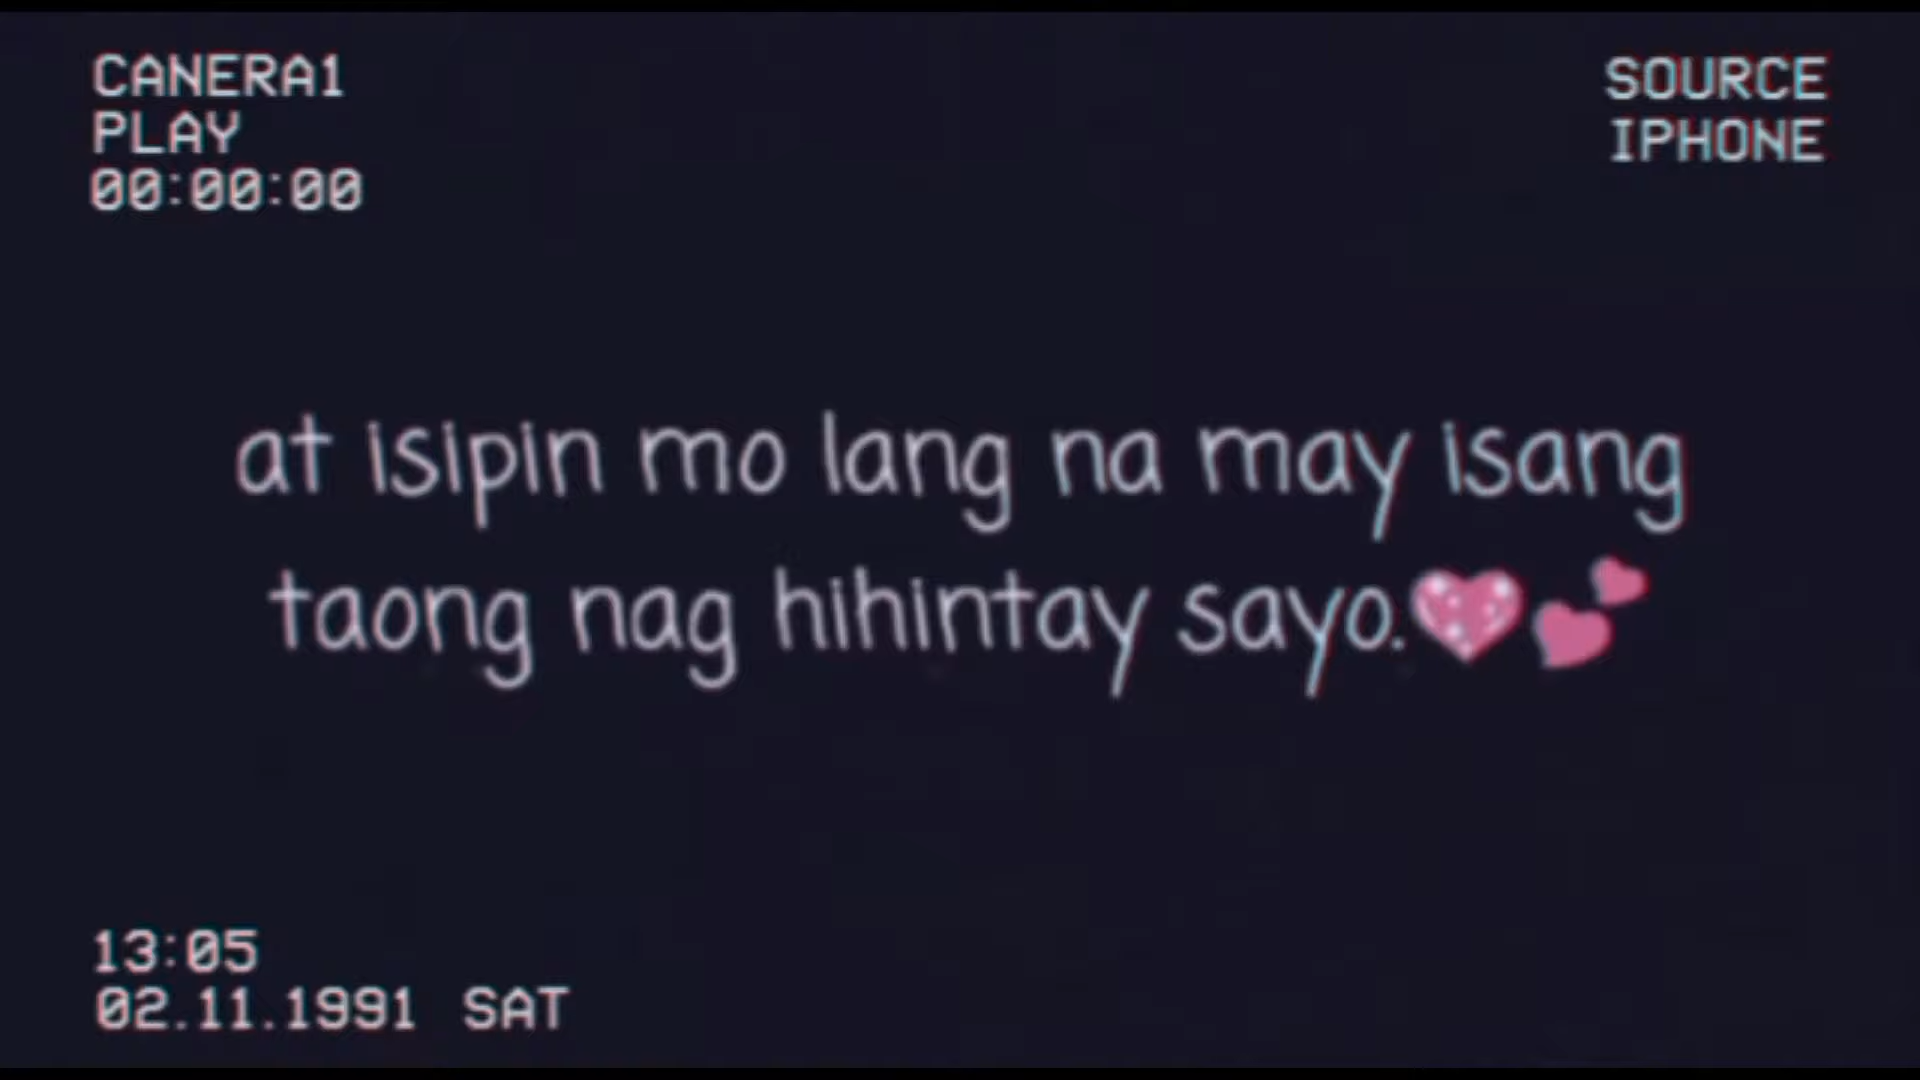 CANERA1
PLAY
00:00:00
SOURCE
IPHONE
at isipin mo lang na may isang
taong nag hihintay sayo.💖💕
13:05
02.11.1991 SAT